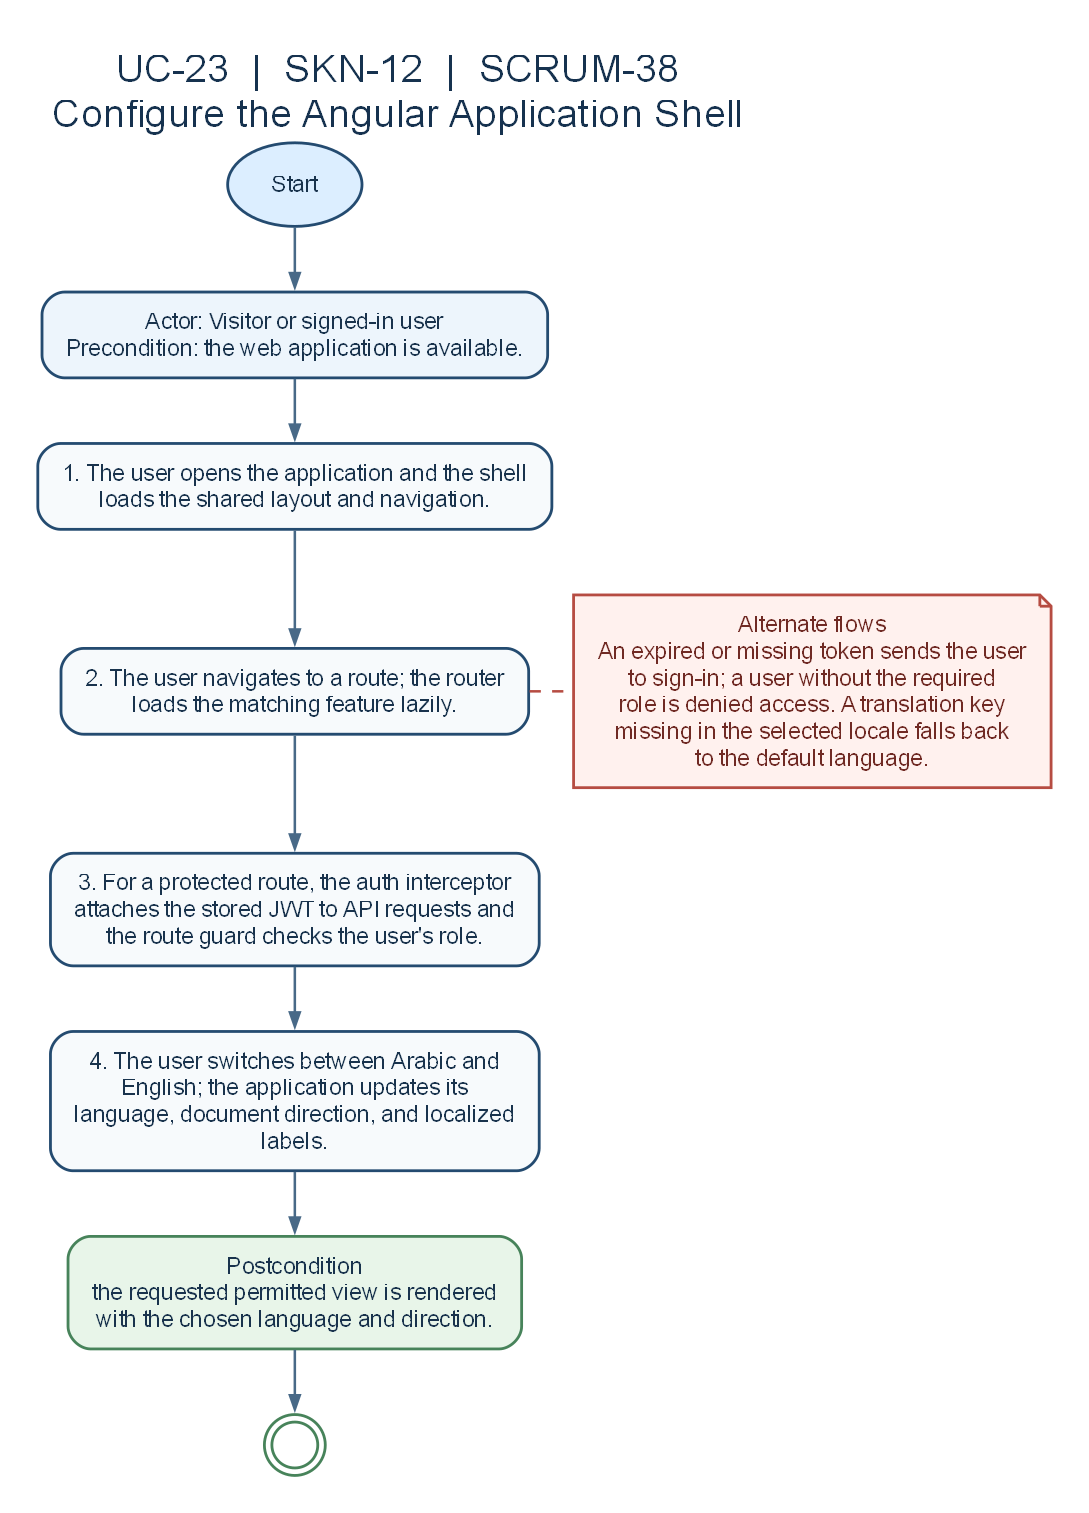 UC-23 | SKN-12 | SCRUM-38
Configure the Angular Application Shell
Start
Actor: Visitor or signed-in user
Precondition: the web application is available.
1. The user opens the application and the shell
loads the shared layout and navigation.
2. The user navigates to a route; the router
loads the matching feature lazily.
Alternate flows
An expired or missing token sends the user
to sign-in; a user without the required
role is denied access. A translation key
missing in the selected locale falls back
to the default language.
3. For a protected route, the auth interceptor
attaches the stored JWT to API requests and
the route guard checks the user's role.
4. The user switches between Arabic and
English; the application updates its
language, document direction, and localized
labels.
Postcondition
the requested permitted view is rendered
with the chosen language and direction.